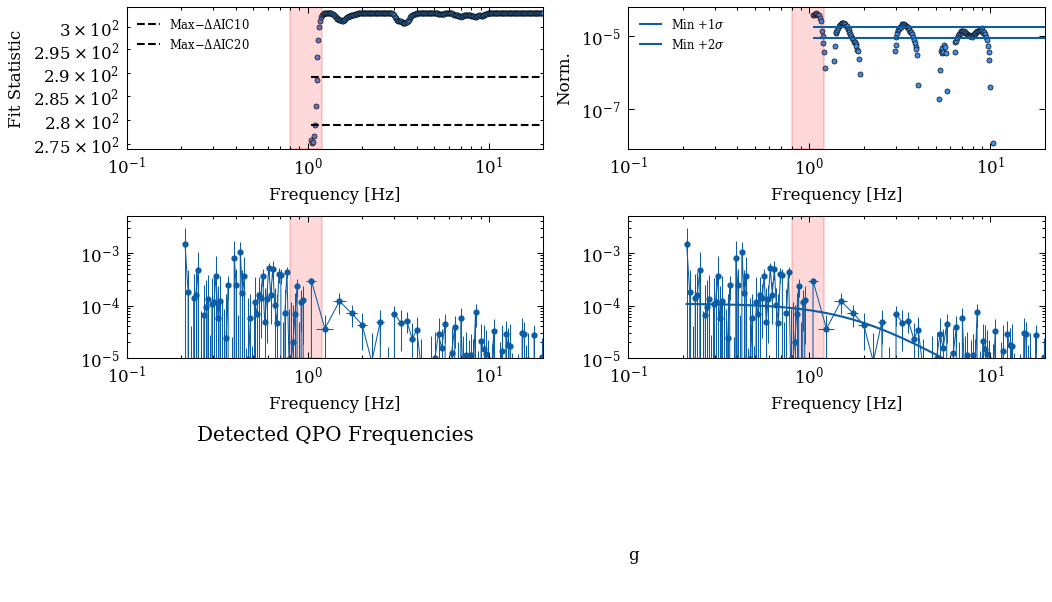 Fit Statistic
3 × 10²
2.95 × 10²
2.9 × 10²
2.85 × 10²
2.8 × 10²
2.75 × 10²
Max−ΔAIC10
Max−ΔAIC20
10⁻¹ 10⁰ 10¹
Frequency [Hz]
Norm.
10⁻⁵
10⁻⁷
Min +1σ
Min +2σ
10⁻¹ 10⁰ 10¹
Frequency [Hz]
10⁻³
10⁻⁴
10⁻⁵
10⁻¹ 10⁰ 10¹
Frequency [Hz]
10⁻³
10⁻⁴
10⁻⁵
10⁻¹ 10⁰ 10¹
Frequency [Hz]
Detected QPO Frequencies
g